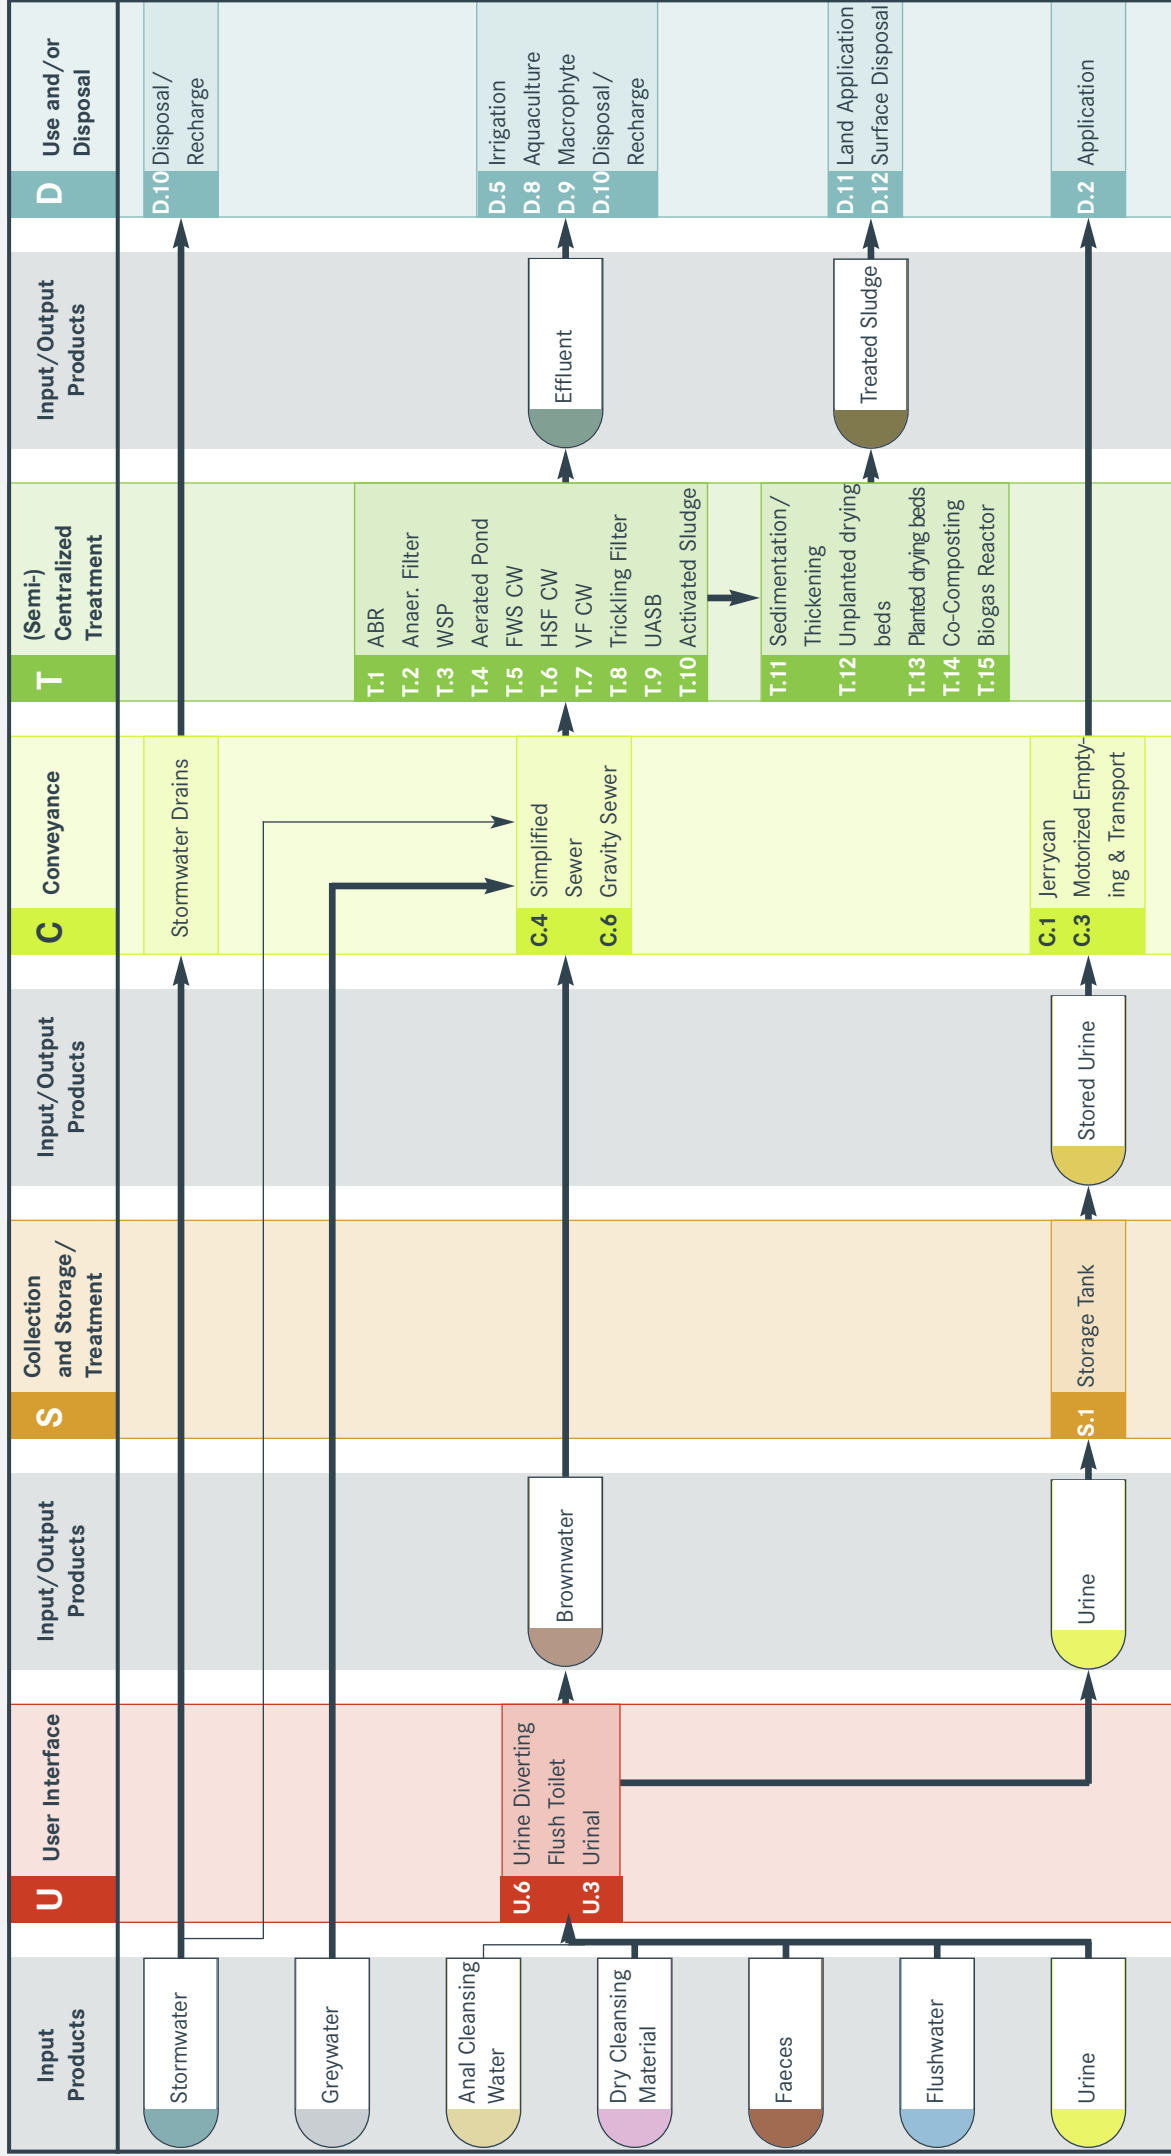 Input
Products
U
User Interface
Input/Output
Products
S
Collection
and Storage/
Treatment
Input/Output
Products
C
Conveyance
T
(Semi-)
Centralized
Treatment
Input/Output
Products
D
Use and/or
Disposal
Stormwater
Stormwater Drains
D.10 Disposal/
Recharge
Greywater
Anal Cleansing
Water
Dry Cleansing
Material
Faeces
Flushwater
Urine
U.6 Urine Diverting
Flush Toilet
U.3 Urinal
Brownwater
Urine
S.1 Storage Tank
Stored Urine
C.4 Simplified
Sewer
C.6 Gravity Sewer
C.1 Jerrycan
C.3 Motorized Empty-
ing & Transport
T.1 ABR
T.2 Anaer. Filter
T.3 WSP
T.4 Aerated Pond
T.5 FWS CW
T.6 HSF CW
T.7 VF CW
T.8 Trickling Filter
T.9 UASB
T.10 Activated Sludge
T.11 Sedimentation/
Thickening
T.12 Unplanted drying
beds
T.13 Planted drying beds
T.14 Co-Composting
T.15 Biogas Reactor
Effluent
Treated Sludge
D.5 Irrigation
D.8 Aquaculture
D.9 Macrophyte
D.10 Disposal/
Recharge
D.11 Land Application
D.12 Surface Disposal
D.2 Application